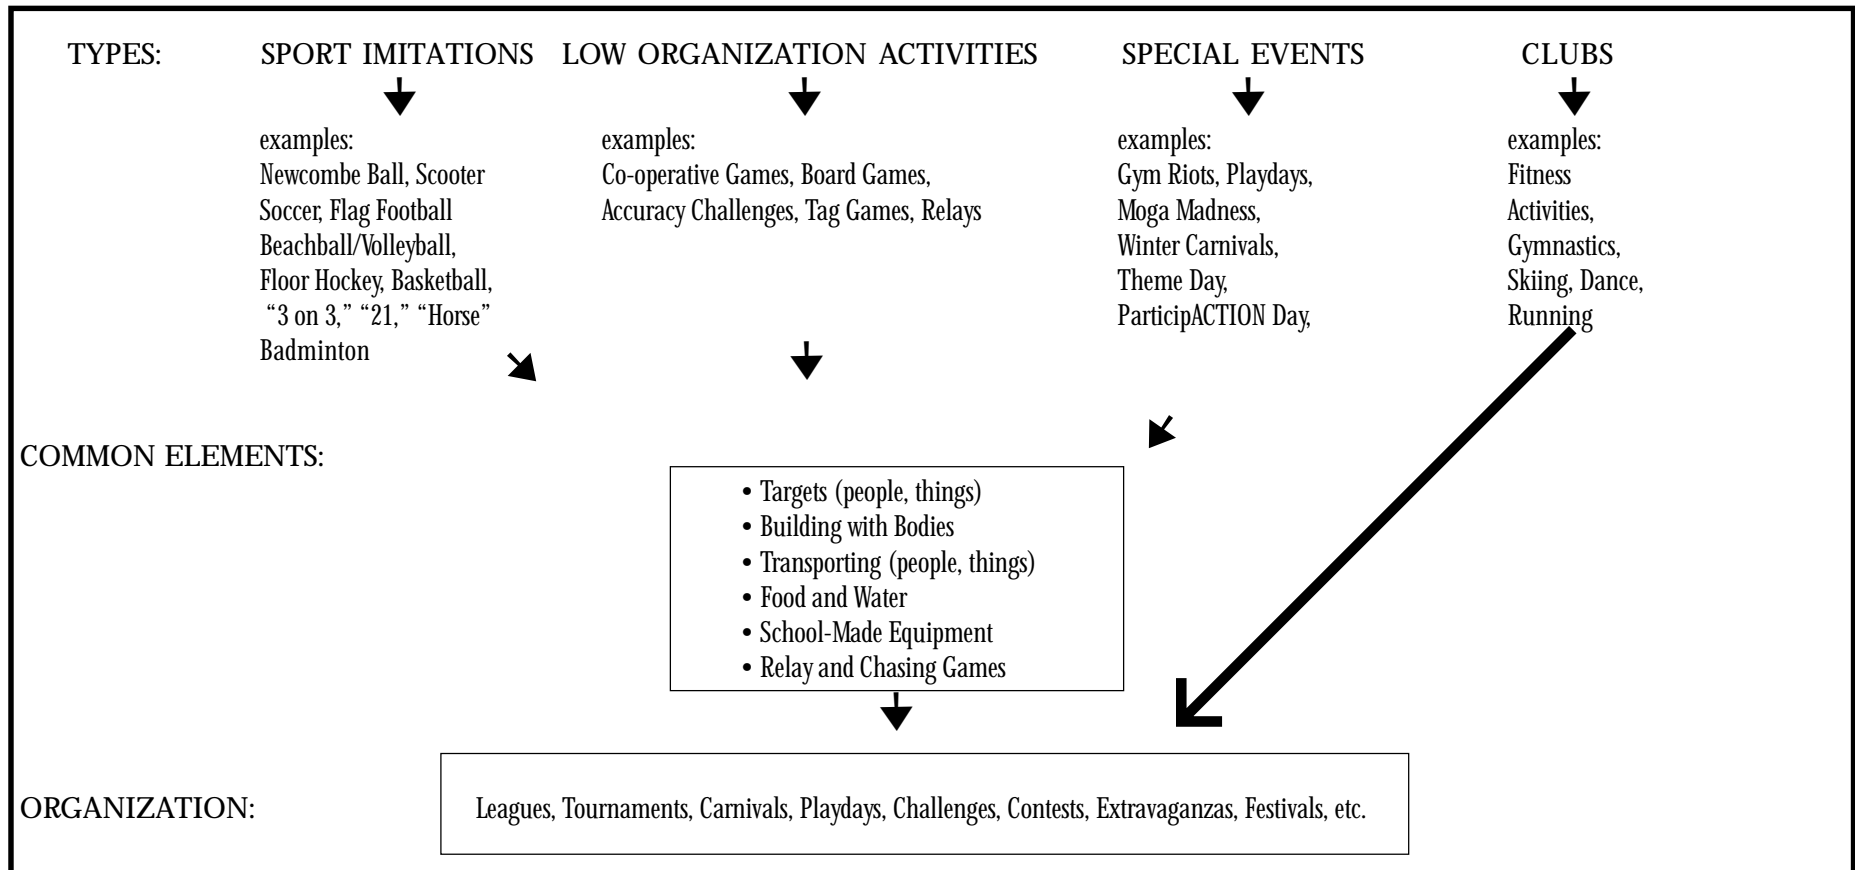 TYPES: SPORT IMITATIONS LOW ORGANIZATION ACTIVITIES SPECIAL EVENTS CLUBS
examples:
Newcombe Ball, Scooter
Soccer, Flag Football
Beachball/Volleyball,
Floor Hockey, Basketball,
“3 on 3,” “21,” “Horse”
Badminton
examples:
Co-operative Games, Board Games,
Accuracy Challenges, Tag Games, Relays
examples:
Gym Riots, Playdays,
Moga Madness,
Winter Carnivals,
Theme Day,
ParticipACTION Day,
examples:
Fitness
Activities,
Gymnastics,
Skiing, Dance,
Running
COMMON ELEMENTS:
• Targets (people, things)
• Building with Bodies
• Transporting (people, things)
• Food and Water
• School-Made Equipment
• Relay and Chasing Games
ORGANIZATION: Leagues, Tournaments, Carnivals, Playdays, Challenges, Contests, Extravaganzas, Festivals, etc.